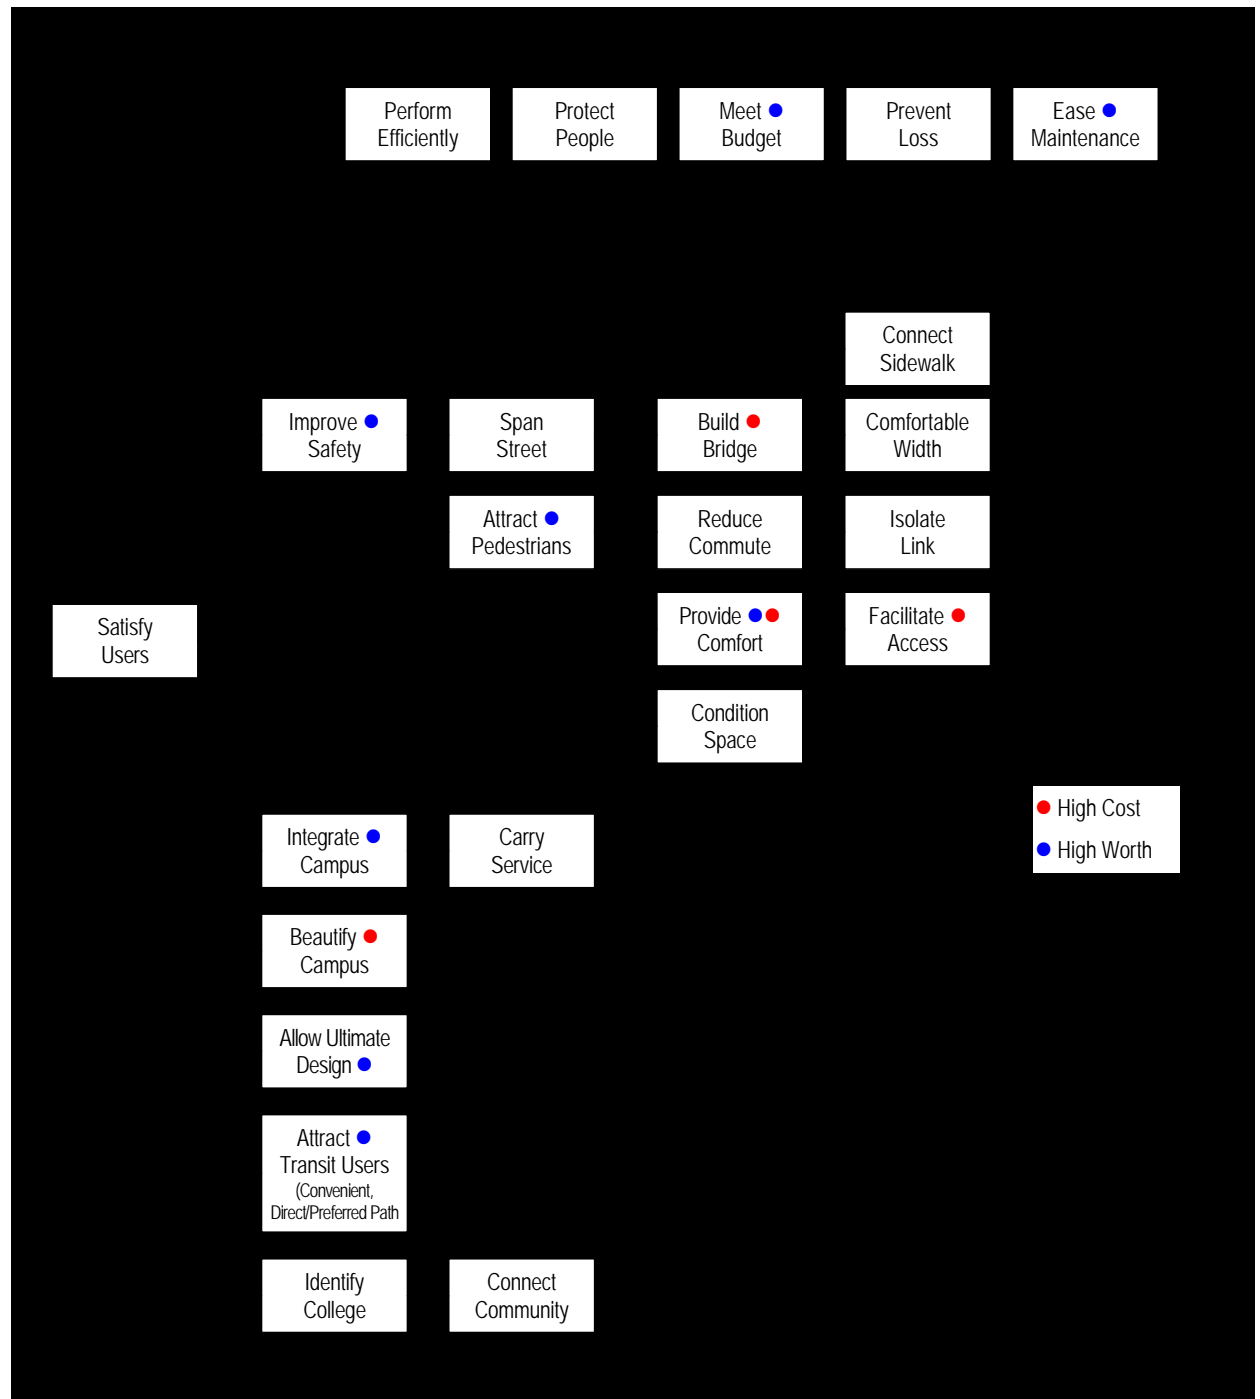 Perform
Efficiently
Protect
People
Meet
Budget
Prevent
Loss
Ease
Maintenance
Connect
Sidewalk
Improve
Safety
Span
Street
Build
Bridge
Comfortable
Width
Attract
Pedestrians
Reduce
Commute
Isolate
Link
Satisfy
Users
Provide
Comfort
Facilitate
Access
Condition
Space
High Cost
High Worth
Integrate
Campus
Carry
Service
Beautify
Campus
Allow Ultimate
Design
Attract
Transit Users
(Convenient,
Direct/Preferred Path
Identify
College
Connect
Community